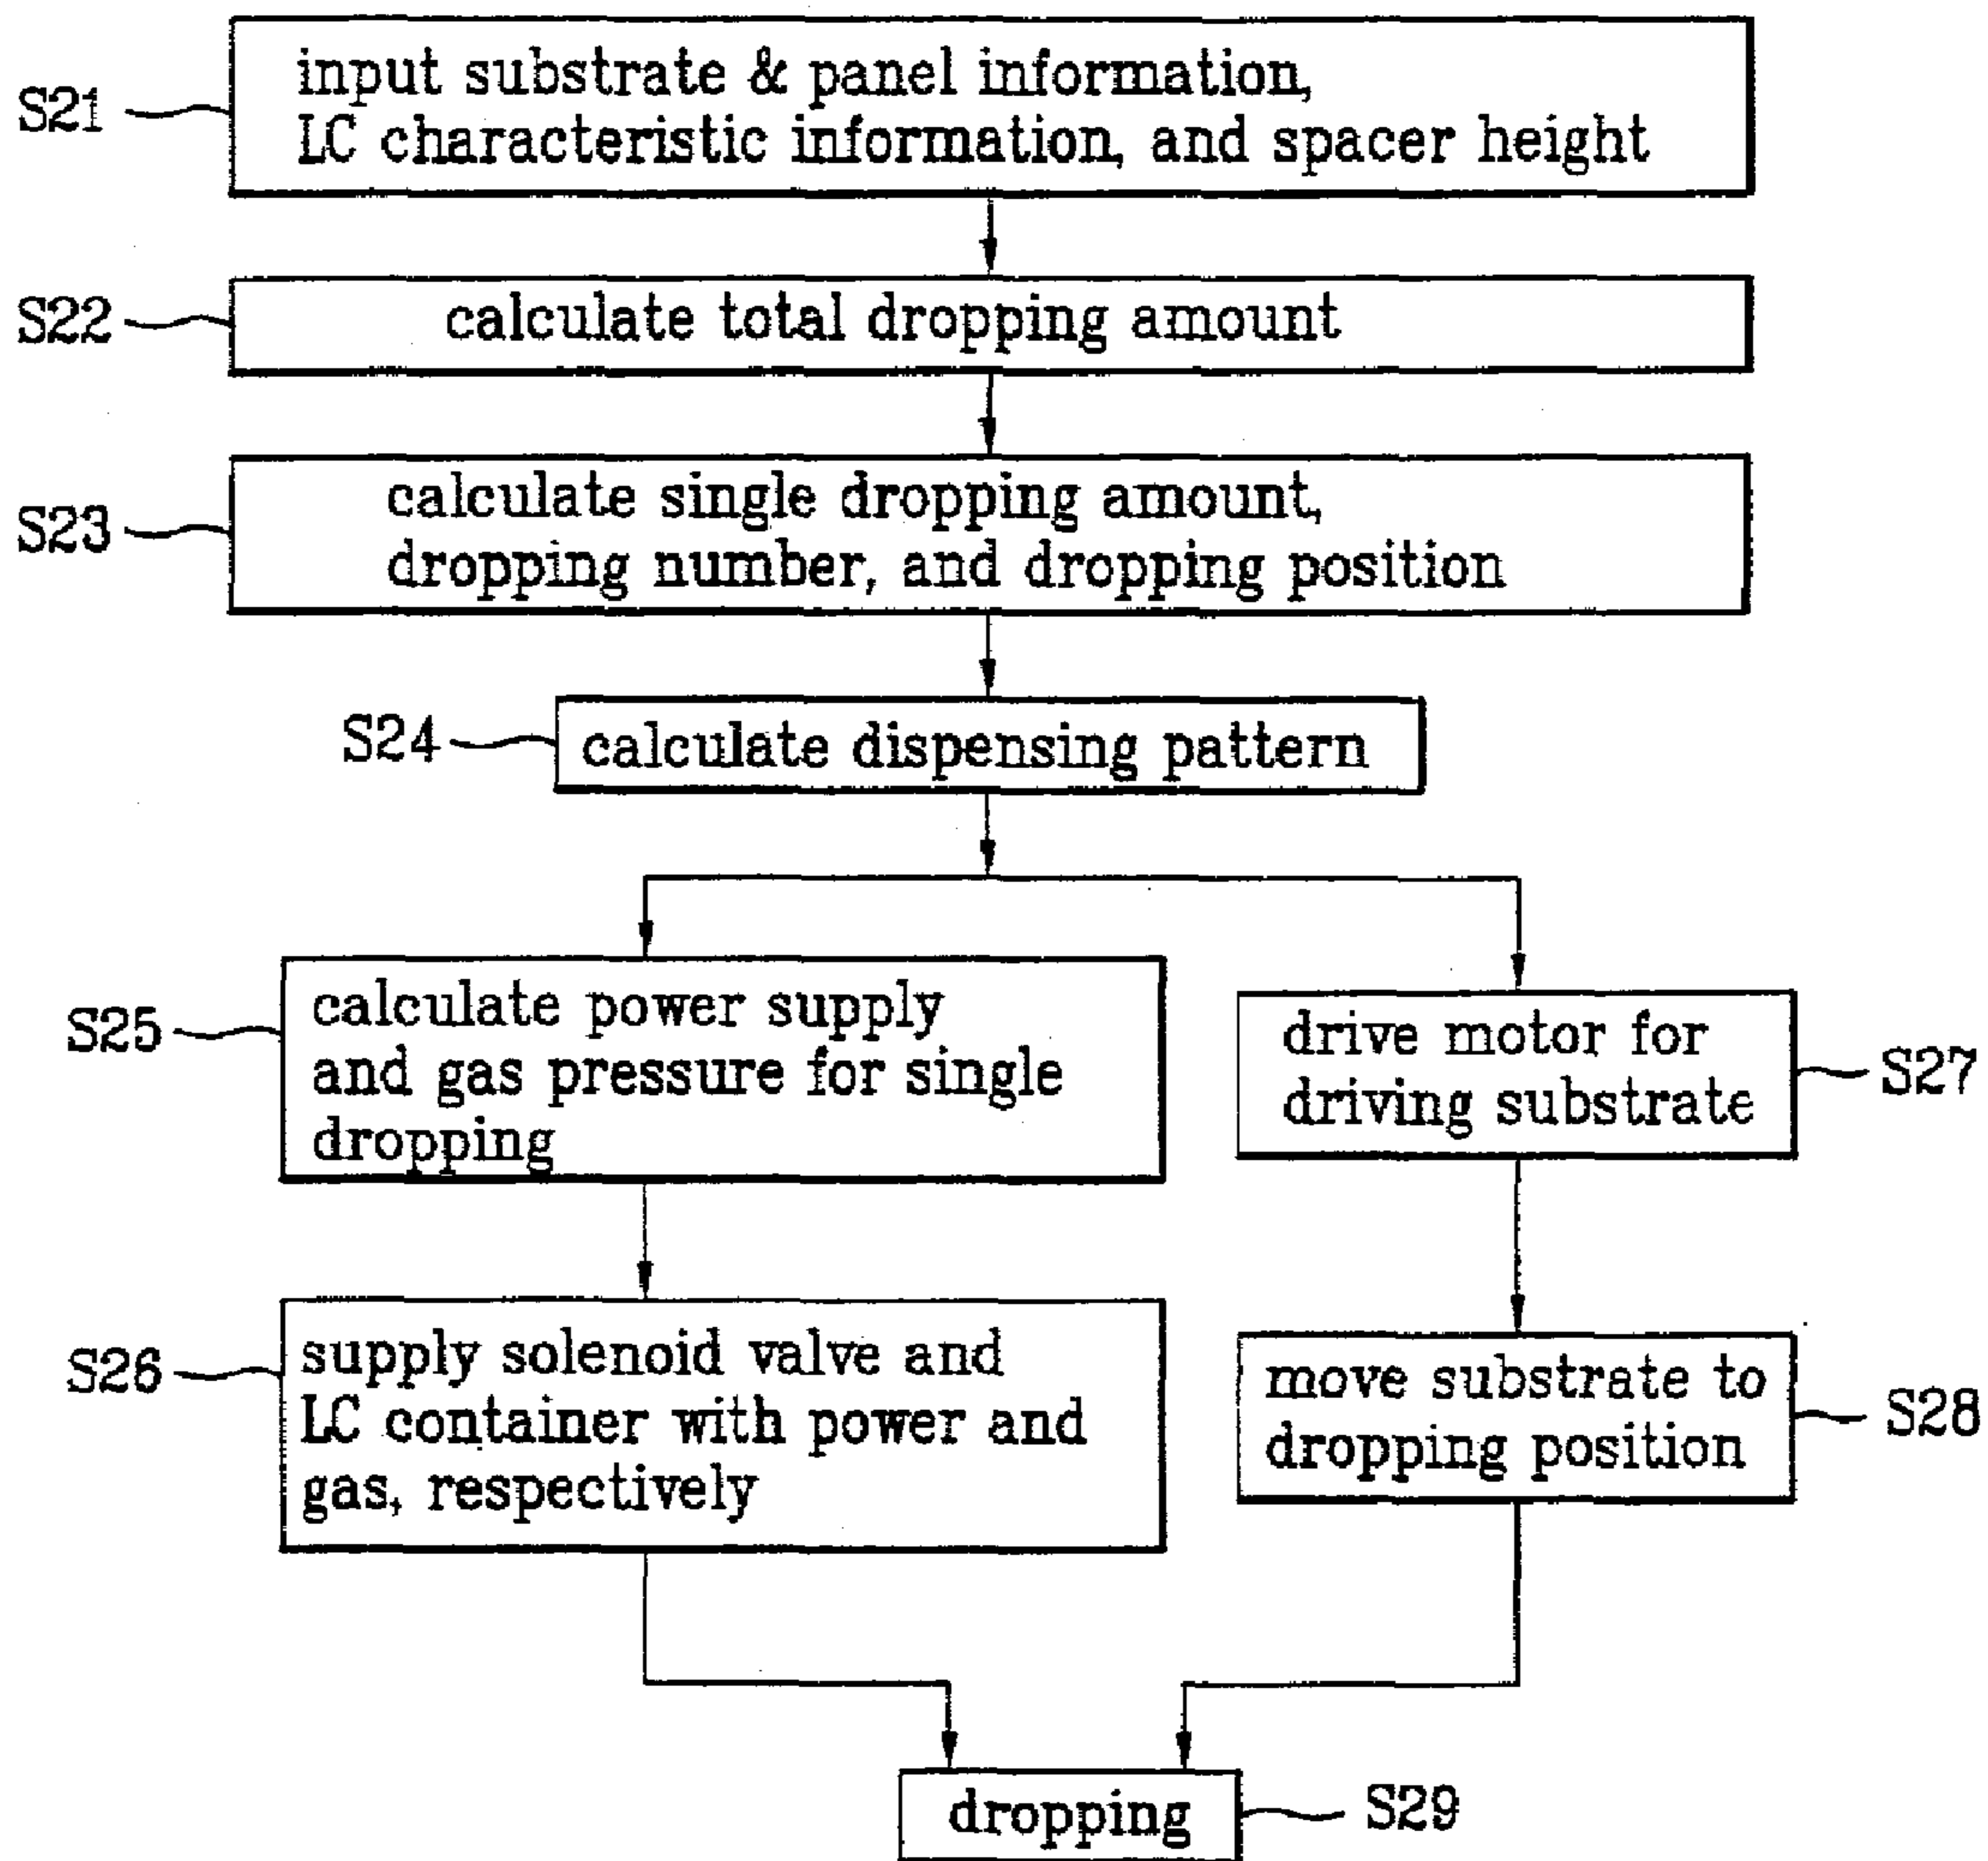 S21
input substrate & panel information,
LC characteristic information, and spacer height
S22
calculate total dropping amount
S23
calculate single dropping amount,
dropping number, and dropping position
S24
calculate dispensing pattern
S25
calculate power supply
and gas pressure for single
dropping
drive motor for
driving substrate
S27
S26
supply solenoid valve and
LC container with power and
gas, respectively
move substrate to
dropping position
S28
dropping
S29